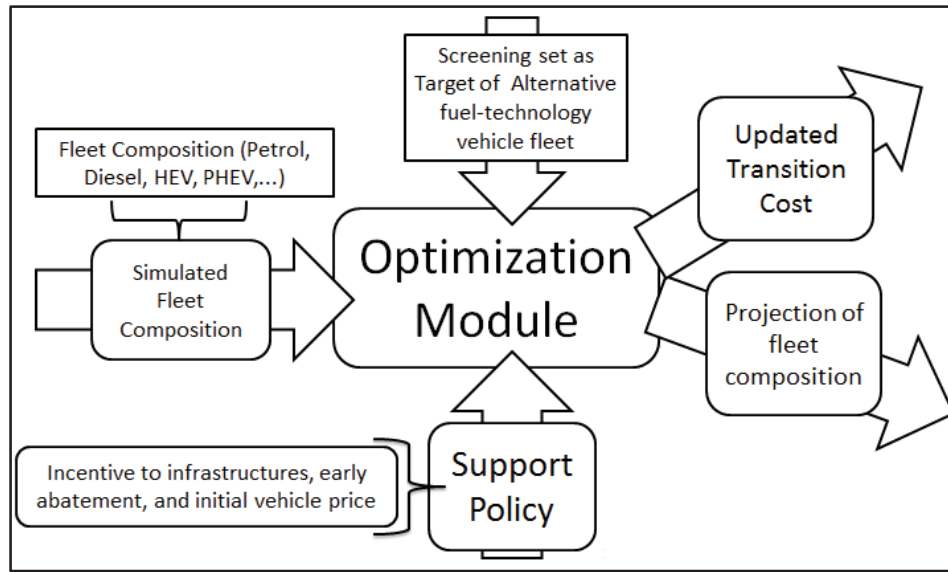 Screening set as
Target of Alternative
fuel-technology
vehicle fleet
Fleet Composition (Petrol,
Diesel, HEV, PHEV,...)
Updated
Transition
Cost
Simulated
Fleet
Composition
Optimization
Module
Projection of
fleet
composition
Incentive to infrastructures, early
abatement, and initial vehicle price
Support
Policy